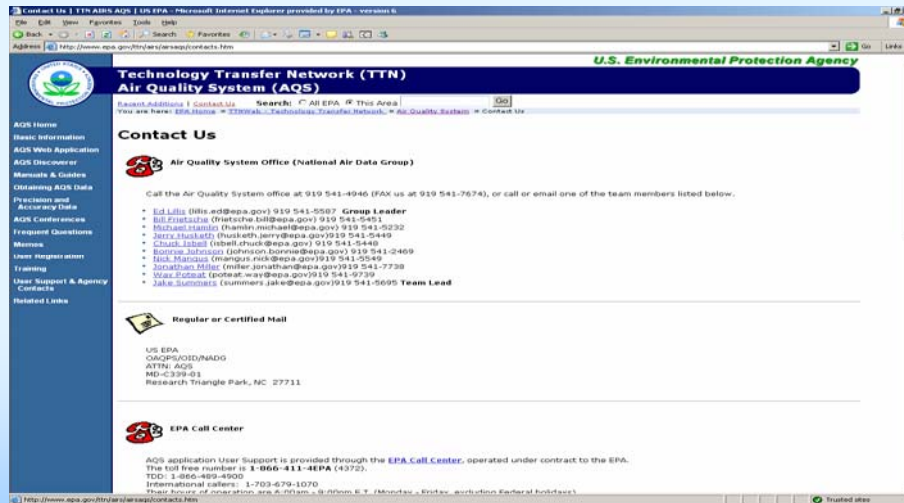 Contact Us | TTN AIRS AQS | US EPA - Microsoft Internet Explorer provided by EPA - version 6
File Edit View Favorites Tools Help
Back Search Favorites
Address http://www.epa.gov/ttn/airs/airsaqs/contacts.htm Go Links
U.S. Environmental Protection Agency
Technology Transfer Network (TTN)
Air Quality System (AQS)
Recent Additions | Contact Us Search: All EPA This Area Go
You are here: EPA Home » TTNWeb - Technology Transfer Network » Air Quality System » Contact Us
AQS Home
Basic Information
AQS Web Application
AQS Discoverer
Manuals & Guides
Obtaining AQS Data
Precision and
Accuracy Data
AQS Conferences
Frequent Questions
Memos
User Registration
Training
User Support & Agency
Contacts
Related Links
Contact Us
Air Quality System Office (National Air Data Group)
Call the Air Quality System office at 919 541-4946 (FAX us at 919 541-7674), or call or email one of the team members listed below.
Ed Lillis (lillis.ed@epa.gov) 919 541-5587 Group Leader
Bill Frietsche (frietsche.bill@epa.gov) 919 541-5451
Michael Hamlin (hamlin.michael@epa.gov) 919 541-5232
Jerry Husketh (husketh.jerry@epa.gov) 919 541-5449
Chuck Isbell (isbell.chuck@epa.gov) 919 541-5448
Bonnie Johnson (johnson.bonnie@epa.gov) 919 541-2469
Nick Mangus (mangus.nick@epa.gov) 919 541-5549
Jonathan Miller (miller.jonathan@epa.gov)919 541-7738
Way Poteat (poteat.way@epa.gov)919 541-9739
Jake Summers (summers.jake@epa.gov)919 541-5695 Team Lead
Regular or Certified Mail
US EPA
OAQPS/OID/NADG
ATTN: AQS
MD-C339-01
Research Triangle Park, NC 27711
EPA Call Center
AQS application User Support is provided through the EPA Call Center, operated under contract to the EPA.
The toll free number is 1-866-411-4EPA (4372).
TDD: 1-866-489-4900
International callers: 1-703-679-1070
Their hours of operation are 6:00am - 9:00pm E.T. (Monday - Friday, excluding Federal holidays)
http://www.epa.gov/ttn/airs/airsaqs/contacts.htm Trusted sites